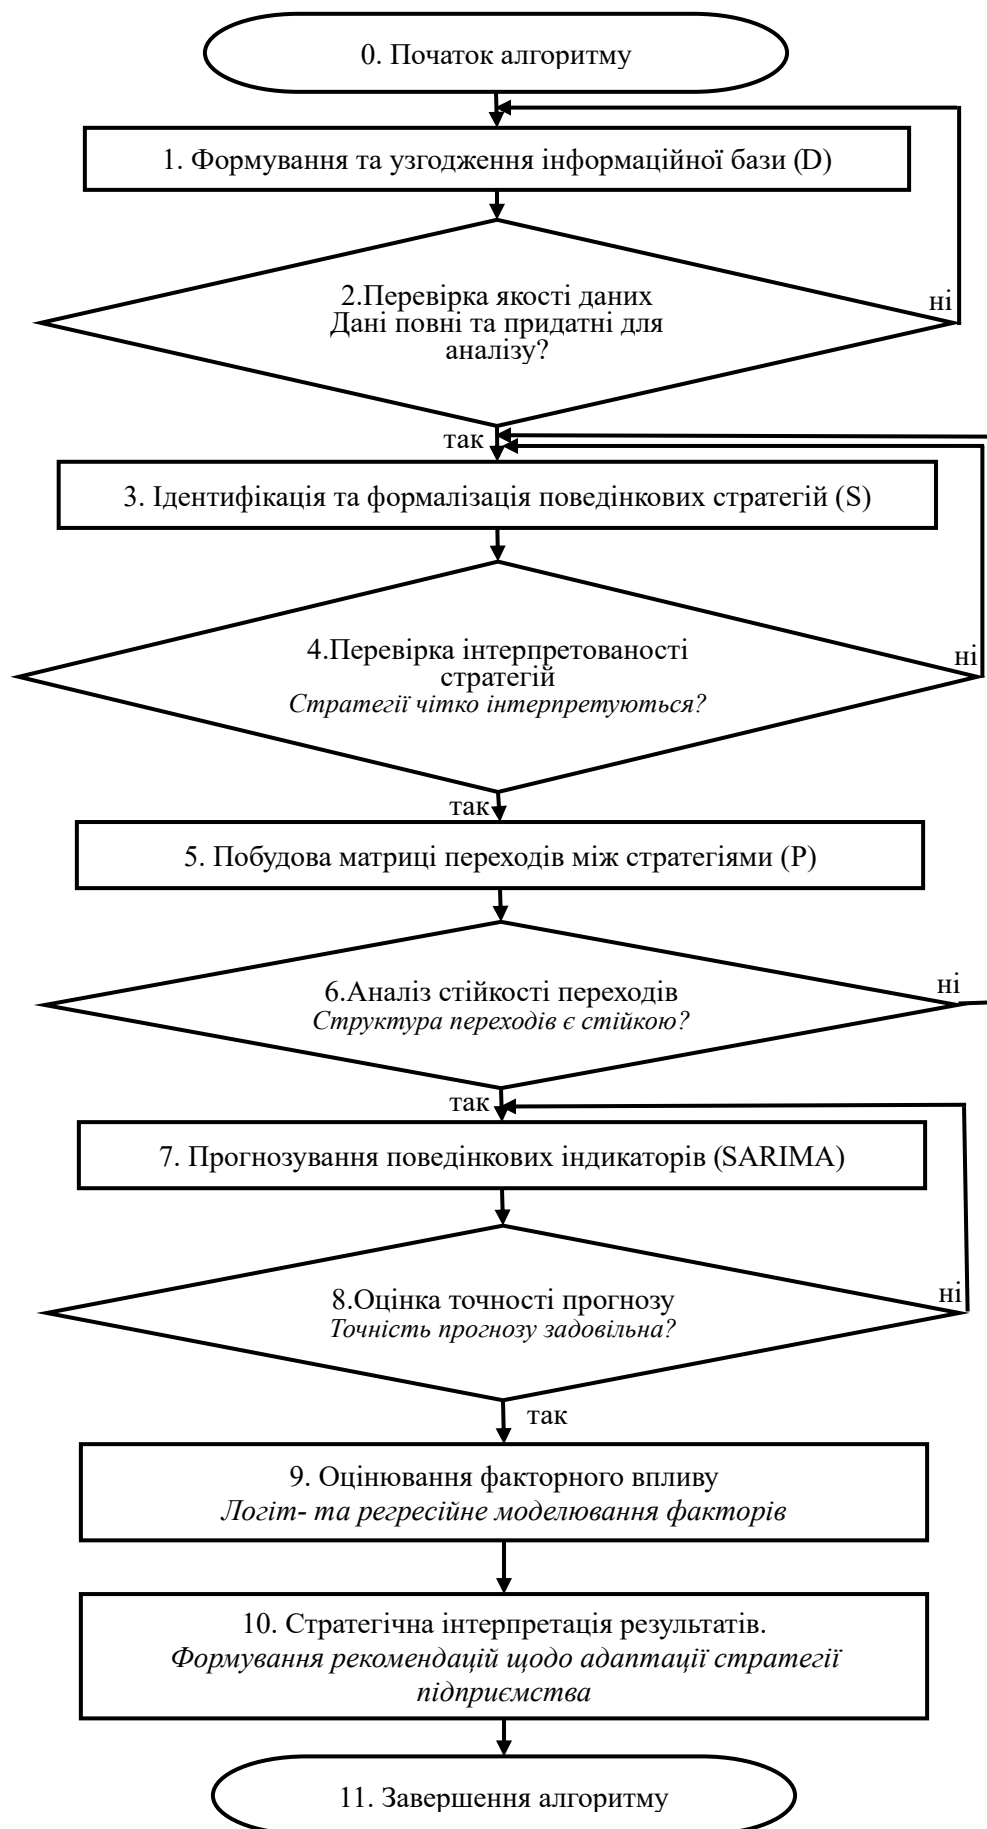 0. Початок алгоритму
1. Формування та узгодження інформаційної бази (D)
2.Перевірка якості даних
Дані повні та придатні для
аналізу?
ні
так
3. Ідентифікація та формалізація поведінкових стратегій (S)
4.Перевірка інтерпретованості
стратегій
Стратегії чітко інтерпретуються?
ні
так
5. Побудова матриці переходів між стратегіями (P)
6.Аналіз стійкості переходів
Структура переходів є стійкою?
ні
так
7. Прогнозування поведінкових індикаторів (SARIMA)
8.Оцінка точності прогнозу
Точність прогнозу задовільна?
ні
так
9. Оцінювання факторного впливу
Логіт- та регресійне моделювання факторів
10. Стратегічна інтерпретація результатів.
Формування рекомендацій щодо адаптації стратегії
підприємства
11. Завершення алгоритму